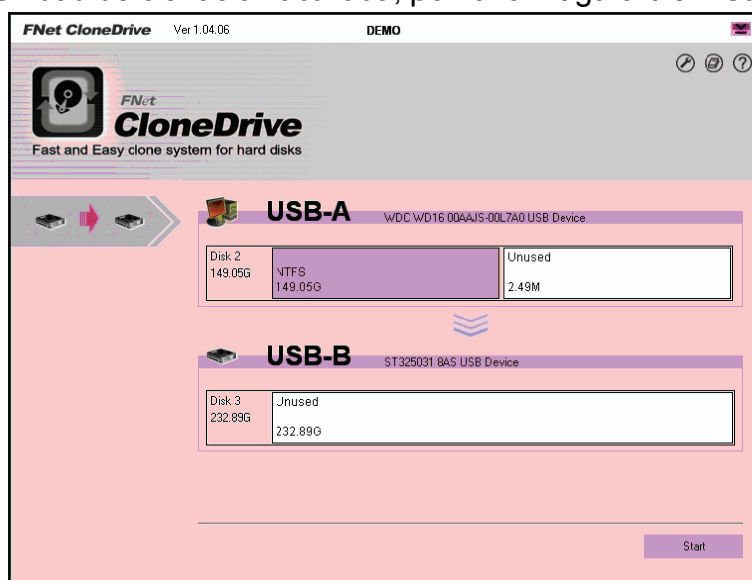 FNet CloneDrive Ver 1.04.06 DEMO
FNet
CloneDrive
Fast and Easy clone system for hard disks
USB-A WDC WD16 00AAJS-00L7A0 USB Device
Disk 2
149.05G
NTFS
149.05G
Unused
2.49M
USB-B ST325031 8AS USB Device
Disk 3
232.89G
Unused
232.89G
Start